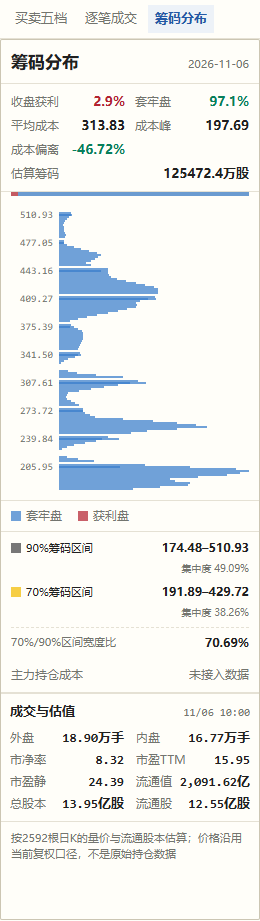 买卖五档 逐笔成交 筹码分布
筹码分布 2026-11-06
收盘获利 2.9% 套牢盘 97.1%
平均成本 313.83 成本峰 197.69
成本偏离 -46.72%
估算筹码 125472.4万股
510.93
477.05
443.16
409.27
375.39
341.50
307.61
273.72
239.84
205.95
套牢盘 获利盘
90%筹码区间 174.48–510.93
集中度 49.09%
70%筹码区间 191.89–429.72
集中度 38.26%
70%/90%区间宽度比 70.69%
主力持仓成本 未接入数据
成交与估值 11/06 10:00
外盘 18.90万手 内盘 16.77万手
市净率 8.32 市盈TTM 15.95
市盈静 24.39 流通值 2,091.62亿
总股本 13.95亿股 流通股 12.55亿股
按2592根日K的量价与流通股本估算；价格沿用
当前复权口径，不是原始持仓数据